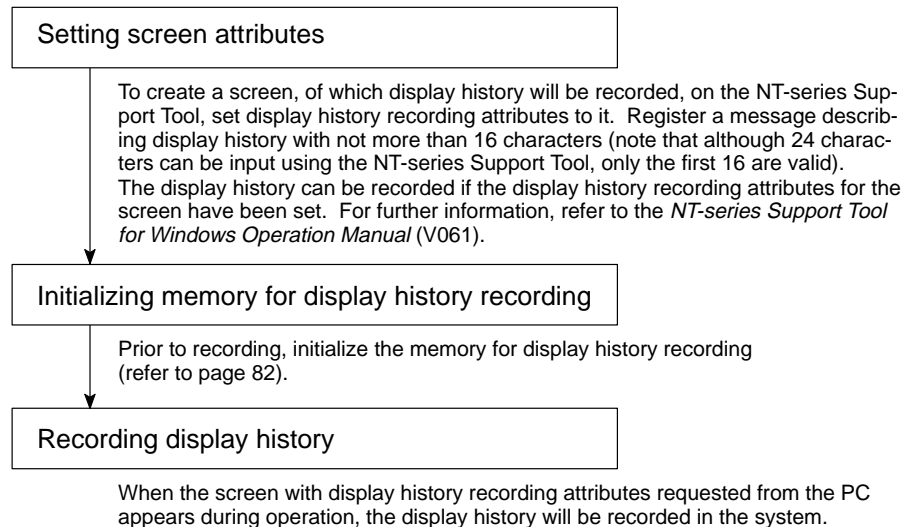 Setting screen attributes
To create a screen, of which display history will be recorded, on the NT-series Sup-
port Tool, set display history recording attributes to it. Register a message describ-
ing display history with not more than 16 characters (note that although 24 charac-
ters can be input using the NT-series Support Tool, only the first 16 are valid).
The display history can be recorded if the display history recording attributes for the
screen have been set. For further information, refer to the NT-series Support Tool
for Windows Operation Manual (V061).
Initializing memory for display history recording
Prior to recording, initialize the memory for display history recording
(refer to page 82).
Recording display history
When the screen with display history recording attributes requested from the PC
appears during operation, the display history will be recorded in the system.